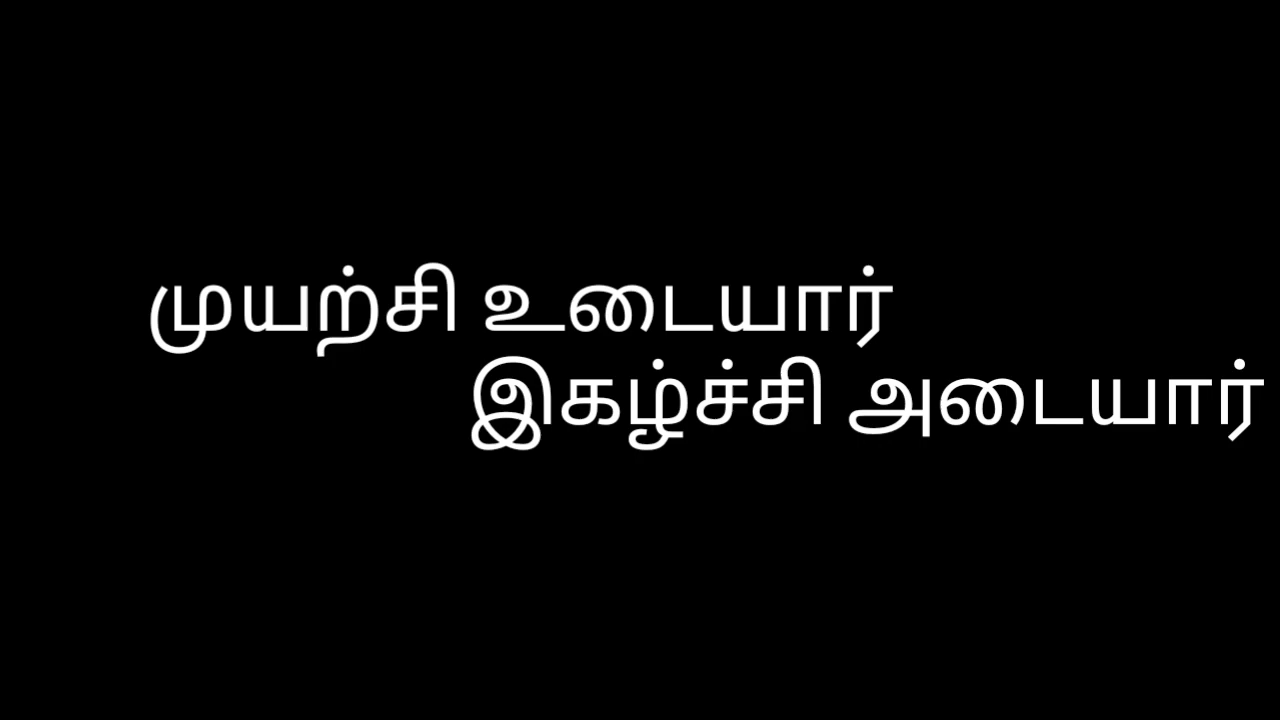 முயற்சி உடையார்
இகழ்ச்சி அடையார்